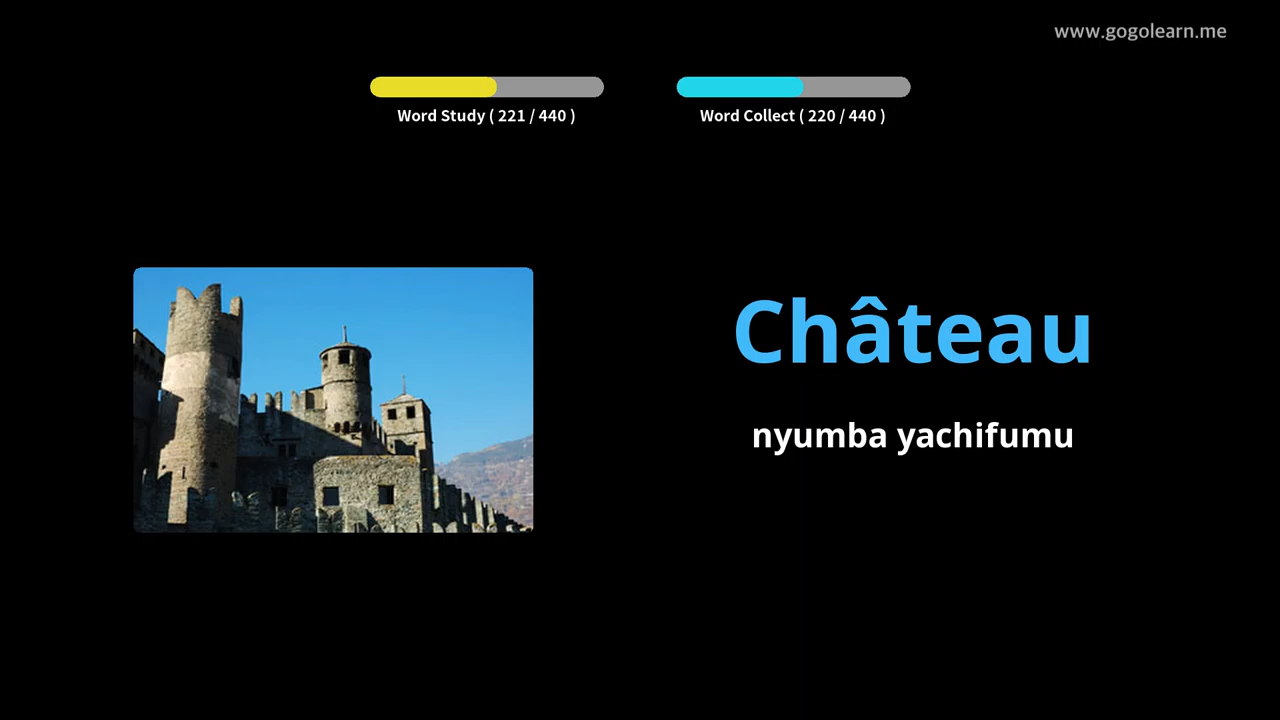 www.gogolearn.me
Word Study ( 221 / 440 )
Word Collect ( 220 / 440 )
Château
nyumba yachifumu